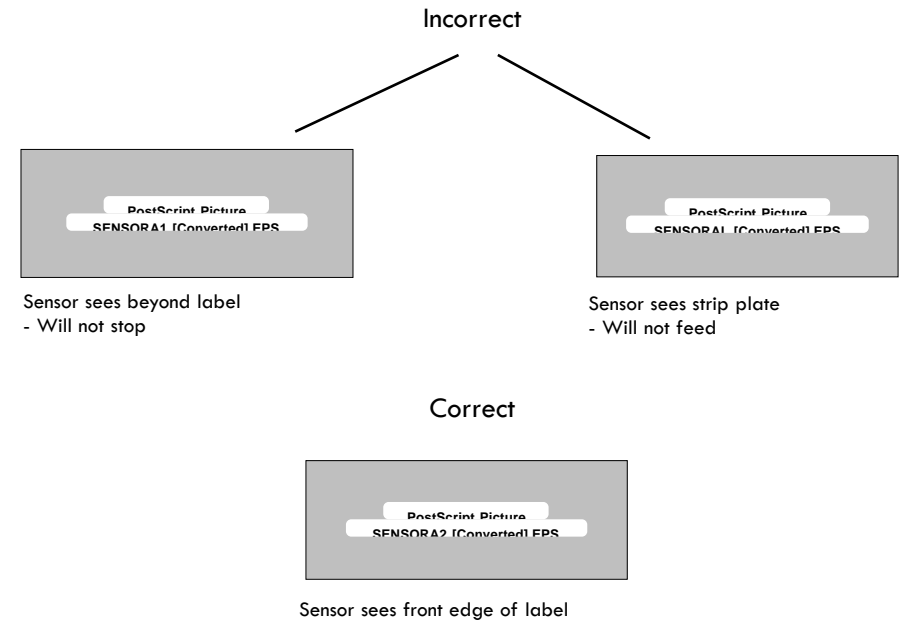 Incorrect
PostScript Picture
SENSORA1 [Converted].EPS
Sensor sees beyond label
- Will not stop
PostScript Picture
SENSORAL [Converted].EPS
Sensor sees strip plate
- Will not feed
Correct
PostScript Picture
SENSORA2 [Converted].EPS
Sensor sees front edge of label